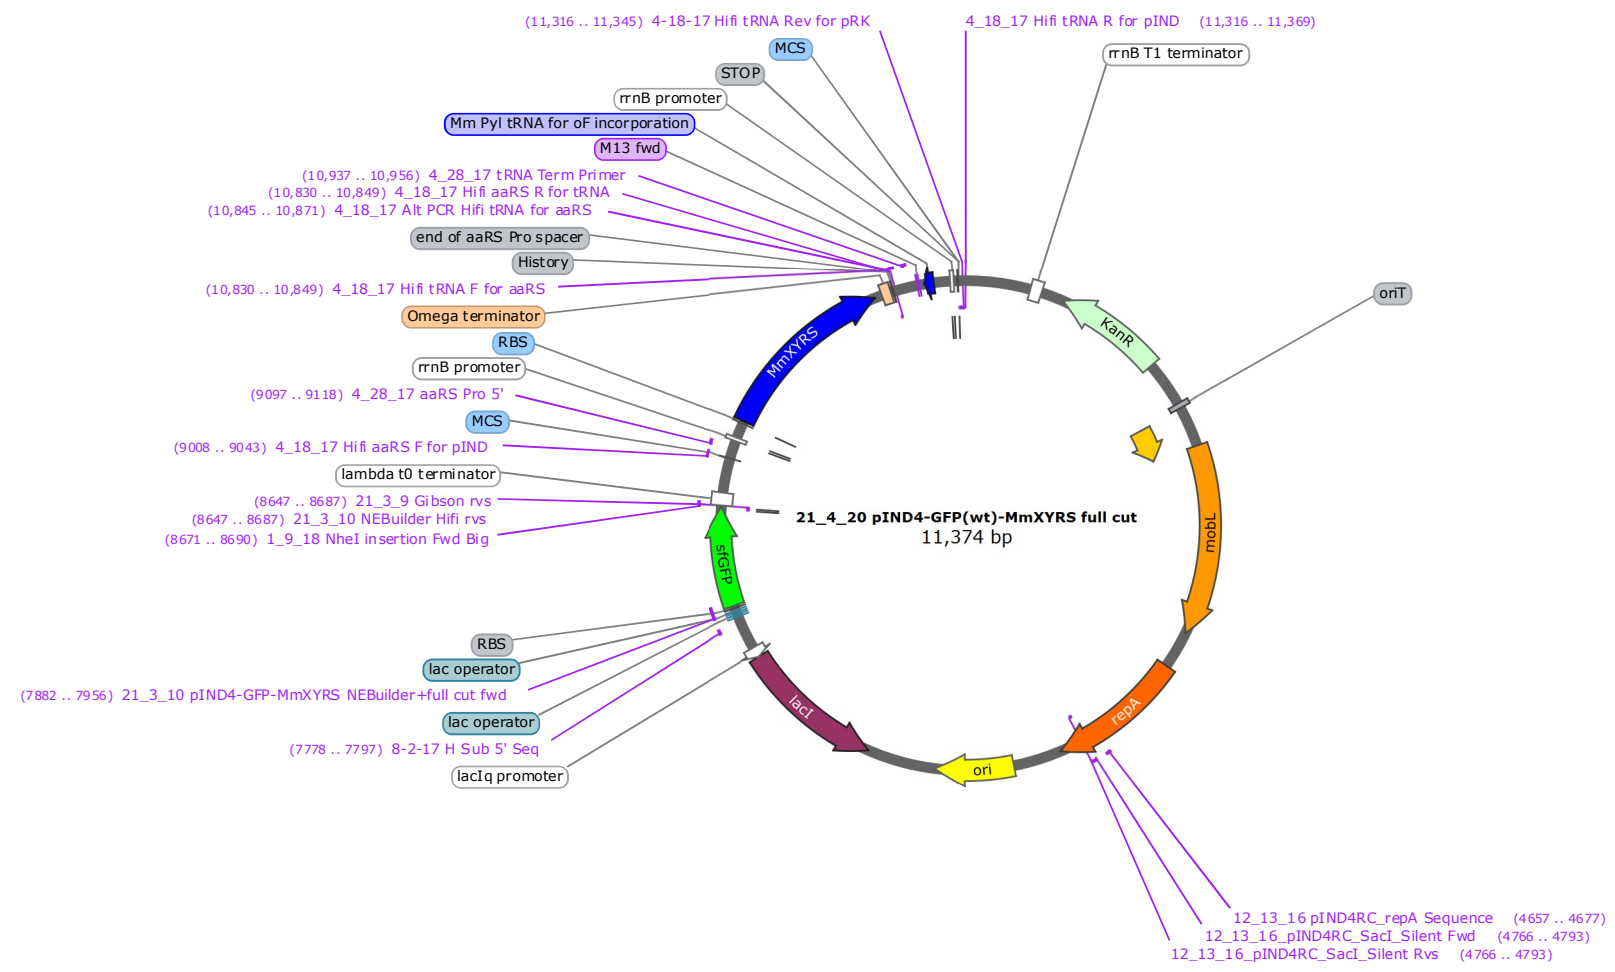 (11,316 .. 11,345) 4-18-17 Hifi tRNA Rev for pRK
4_18_17 Hifi tRNA R for pIND (11,316 .. 11,369)
MCS
rrnB T1 terminator
STOP
rrnB promoter
Mm Pyl tRNA for oF incorporation
M13 fwd
(10,937 .. 10,956) 4_28_17 tRNA Term Primer
(10,830 .. 10,849) 4_18_17 Hifi aaRS R for tRNA
(10,845 .. 10,871) 4_18_17 Alt PCR Hifi tRNA for aaRS
end of aaRS Pro spacer
History
(10,830 .. 10,849) 4_18_17 Hifi tRNA F for aaRS
oriT
Omega terminator
KanR
RBS
MmXYRS
rrnB promoter
(9097 .. 9118) 4_28_17 aaRS Pro 5'
MCS
(9008 .. 9043) 4_18_17 Hifi aaRS F for pIND
lambda t0 terminator
(8647 .. 8687) 21_3_9 Gibson rvs
(8647 .. 8687) 21_3_10 NEBuilder Hifi rvs
(8671 .. 8690) 1_9_18 NheI insertion Fwd Big
21_4_20 pIND4-GFP(wt)-MmXYRS full cut
11,374 bp
mobL
sfGFP
RBS
lac operator
(7882 .. 7956) 21_3_10 pIND4-GFP-MmXYRS NEBuilder+full cut fwd
lac operator
(7778 .. 7797) 8-2-17 H Sub 5' Seq
lacIq promoter
lacI
repA
ori
12_13_16 pIND4RC_repA Sequence (4657 .. 4677)
12_13_16_pIND4RC_SacI_Silent Fwd (4766 .. 4793)
12_13_16_pIND4RC_SacI_Silent Rvs (4766 .. 4793)